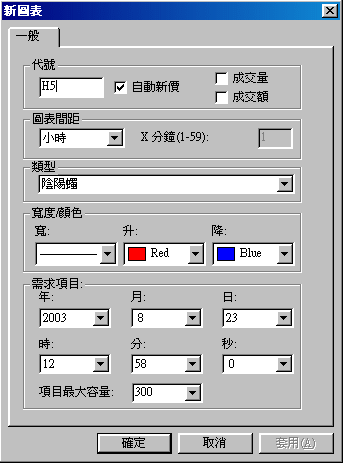 新圖表
一般
代號
H5
自動新價
成交量
成交額
圖表間距
小時
X 分鐘(1-59):
1
類型
陰陽燭
寬度/顏色
寬:
升:
降:
Red
Blue
需求項目:
年:
月:
日:
2003
8
23
時:
分:
秒:
12
58
0
項目最大容量:
300
確定
取消
套用(A)